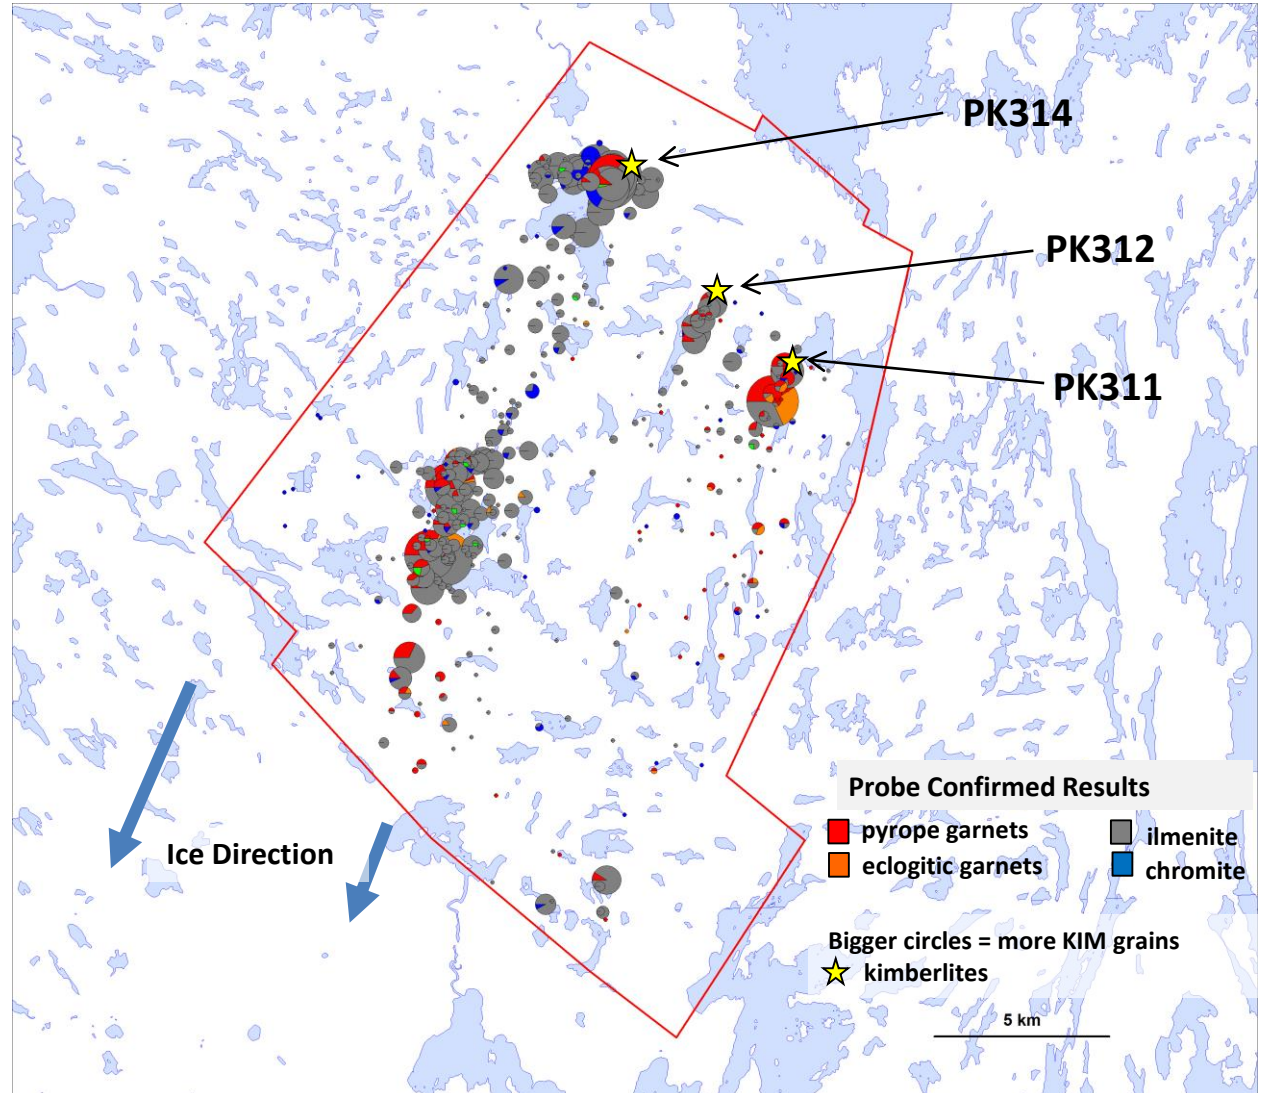 PK314
PK312
PK311
Ice Direction
Probe Confirmed Results
pyrope garnets
ilmenite
eclogitic garnets
chromite
Bigger circles = more KIM grains
kimberlites
5 km